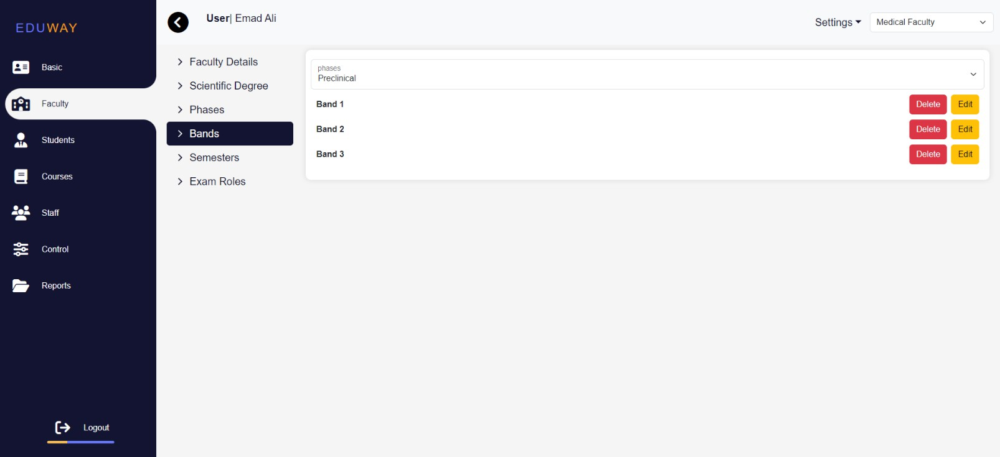 EDUWAY
Basic
Faculty
Students
Courses
Staff
Control
Reports
Logout
User| Emad Ali
Settings
Medical Faculty
Faculty Details
Scientific Degree
Phases
Bands
Semesters
Exam Roles
phases
Preclinical
Band 1 Delete Edit
Band 2 Delete Edit
Band 3 Delete Edit